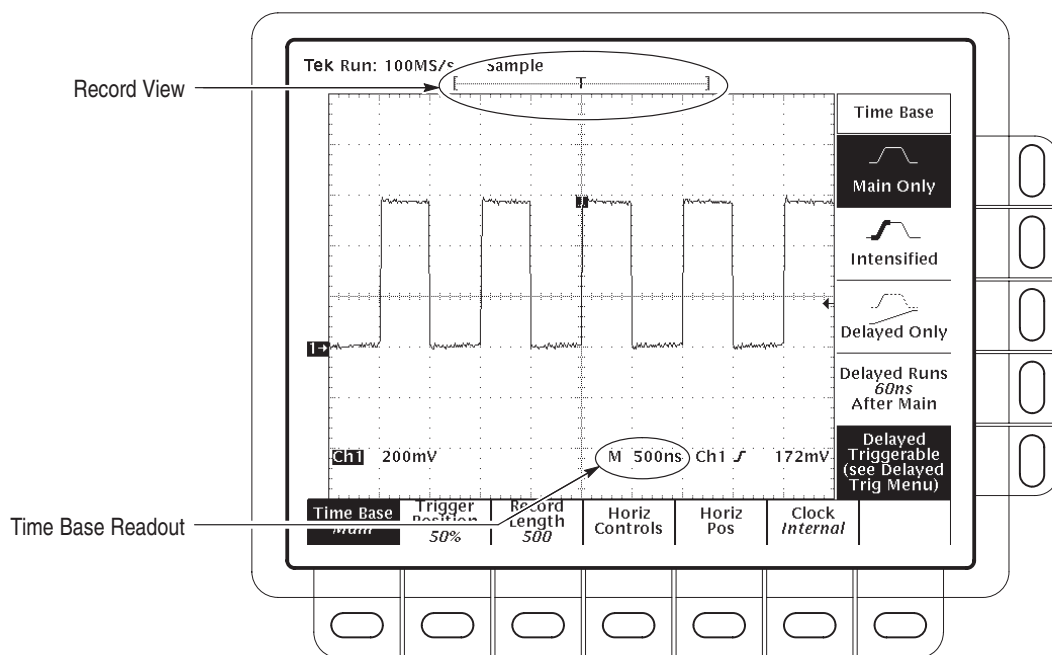 Tek Run: 100MS/s Sample
[ T ]
Record View
Time Base
Main Only
Intensified
Delayed Only
1→
Delayed Runs
60ns
After Main
Ch1 200mV M 500ns Ch1 172mV
Delayed
Triggerable
(see Delayed
Trig Menu)
Time Base Readout
Time Base
Main
Trigger
Position
50%
Record
Length
500
Horiz
Controls
Horiz
Pos
Clock
Internal